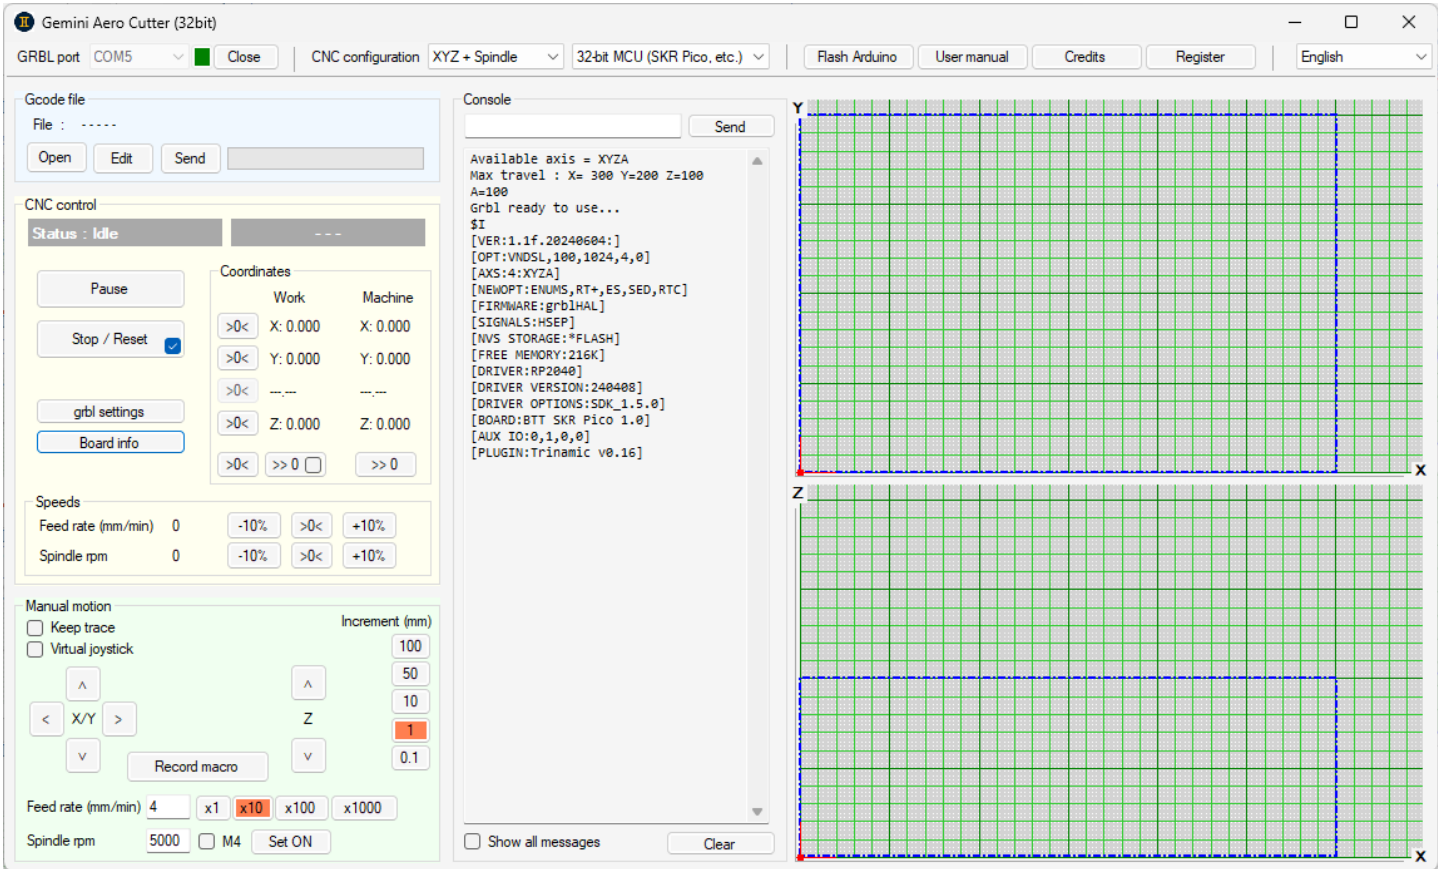 Gemini Aero Cutter (32bit)
GRBL port COM5 Close CNC configuration XYZ + Spindle 32-bit MCU (SKR Pico, etc.) Flash Arduino User manual Credits Register English
Gcode file
File : -----
Open Edit Send
CNC control
Status : Idle ---
Pause
Stop / Reset
grbl settings
Board info
Coordinates
Work Machine
>0< X: 0.000 X: 0.000
>0< Y: 0.000 Y: 0.000
>0< ---.--- ---.---
>0< Z: 0.000 Z: 0.000
>0< >> 0 >> 0
Speeds
Feed rate (mm/min) 0 -10% >0< +10%
Spindle rpm 0 -10% >0< +10%
Manual motion
Keep trace
Virtual joystick
Increment (mm)
100
50
10
1
0.1
^ ^
< X/Y > Z
v v
Record macro
Feed rate (mm/min) 4 x1 x10 x100 x1000
Spindle rpm 5000 M4 Set ON
Console
Send
Available axis = XYZA
Max travel : X= 300 Y=200 Z=100
A=100
Grbl ready to use...
$I
[VER:1.1f.20240604:]
[OPT:VNDSL,100,1024,4,0]
[AXS:4:XYZA]
[NEWOPT:ENUMS,RT+,ES,SED,RTC]
[FIRMWARE:grblHAL]
[SIGNALS:HSEP]
[NVS STORAGE:*FLASH]
[FREE MEMORY:216K]
[DRIVER:RP2040]
[DRIVER VERSION:240408]
[DRIVER OPTIONS:SDK_1.5.0]
[BOARD:BTT SKR Pico 1.0]
[AUX IO:0,1,0,0]
[PLUGIN:Trinamic v0.16]
Show all messages Clear
Y
X
Z
X